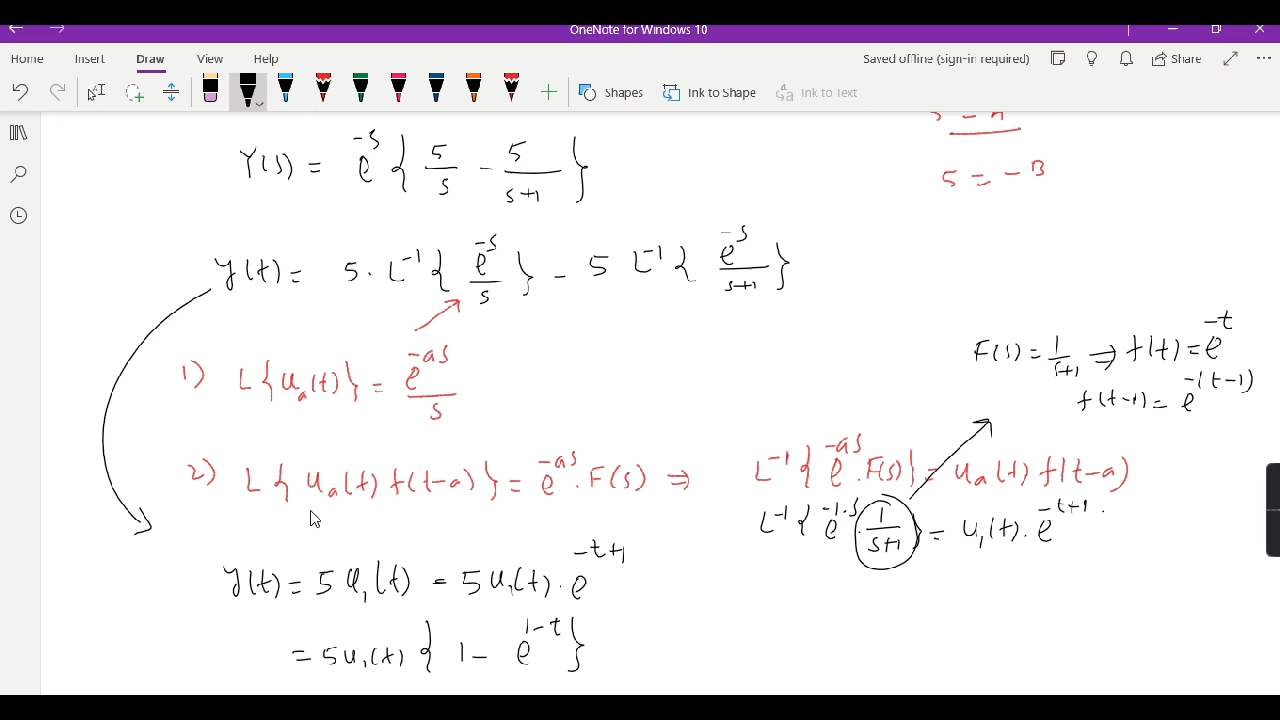 OneNote for Windows 10
Home Insert Draw View Help Saved offline (sign-in required) Share
Shapes Ink to Shape Ink to Text
5 = A
Y(s) = e^{-s} { 5/s - 5/(s+1) }
5 = -B
y(t) = 5 · L^{-1} { e^{-s}/s } - 5 L^{-1} { e^{-s}/(s+1) }
F(s) = 1/(s+1) ⇒ f(t) = e^{-t}
f(t-1) = e^{-(t-1)}
1) L { u_a(t) } = e^{-as}/s
2) L { u_a(t) f(t-a) } = e^{-as} · F(s) ⇒ L^{-1} { e^{-as} · F(s) } = u_a(t) f(t-a)
L^{-1} { e^{-1·s} · 1/(s+1) } = u_1(t) · e^{-t+1} ·
y(t) = 5 u_1(t) - 5 u_1(t) · e^{-t+1}
= 5 u_1(t) { 1 - e^{1-t} }